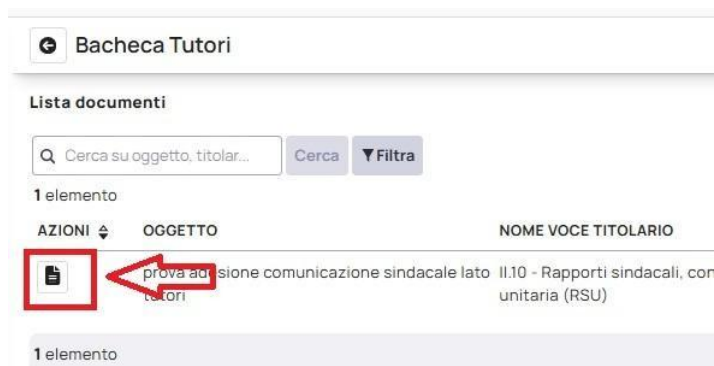 Bacheca Tutori
Lista documenti
Cerca su oggetto, titolar... Cerca Filtra
1 elemento
AZIONI OGGETTO NOME VOCE TITOLARIO
prova adesione comunicazione sindacale lato II.10 - Rapporti sindacali, con
tutori unitaria (RSU)
1 elemento